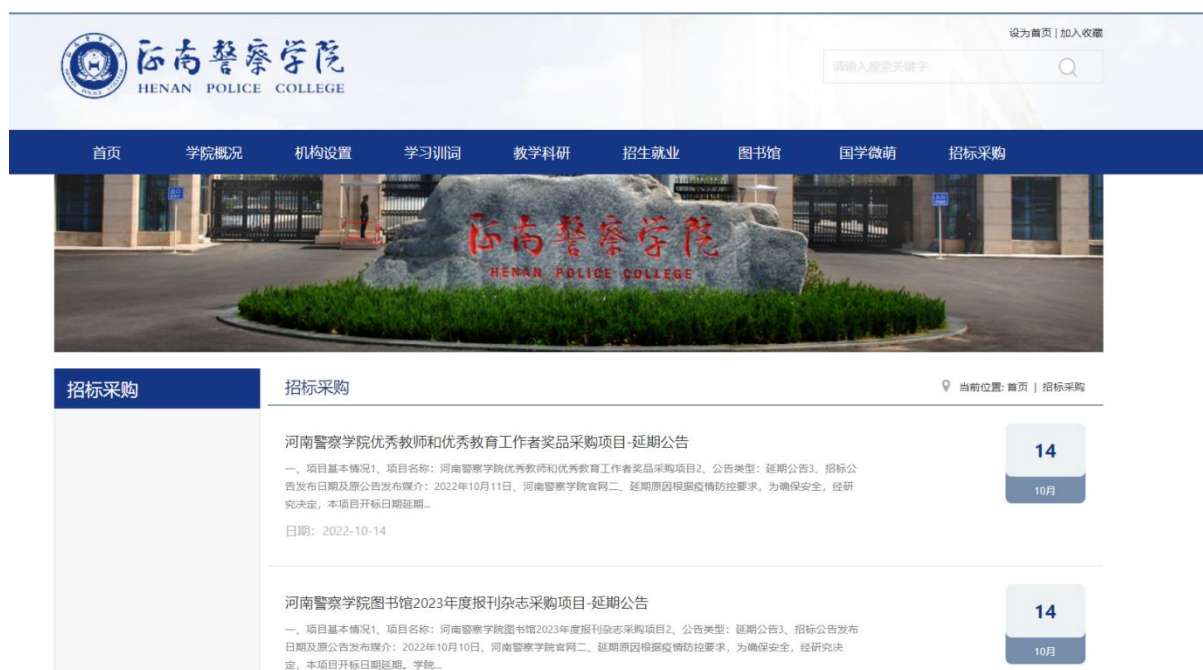 设为首页 | 加入收藏
河南警察学院
HENAN POLICE COLLEGE
请输入搜索关键字
首页 学院概况 机构设置 学习训词 教学科研 招生就业 图书馆 国学微萌 招标采购
河南警察学院
HENAN POLICE COLLEGE
招标采购
招标采购
当前位置: 首页 | 招标采购
河南警察学院优秀教师和优秀教育工作者奖品采购项目-延期公告
一、项目基本情况1、项目名称：河南警察学院优秀教师和优秀教育工作者奖品采购项目2、公告类型：延期公告3、招标公
告发布日期及原公告发布媒介：2022年10月11日、河南警察学院官网二、延期原因根据疫情防控要求，为确保安全，经研
究决定，本项目开标日期延期...
日期：2022-10-14
14
10月
河南警察学院图书馆2023年度报刊杂志采购项目-延期公告
一、项目基本情况1、项目名称：河南警察学院图书馆2023年度报刊杂志采购项目2、公告类型：延期公告3、招标公告发布
日期及原公告发布媒介：2022年10月10日、河南警察学院官网二、延期原因根据疫情防控要求，为确保安全，经研究决
定，本项目开标日期延期。学院...
14
10月